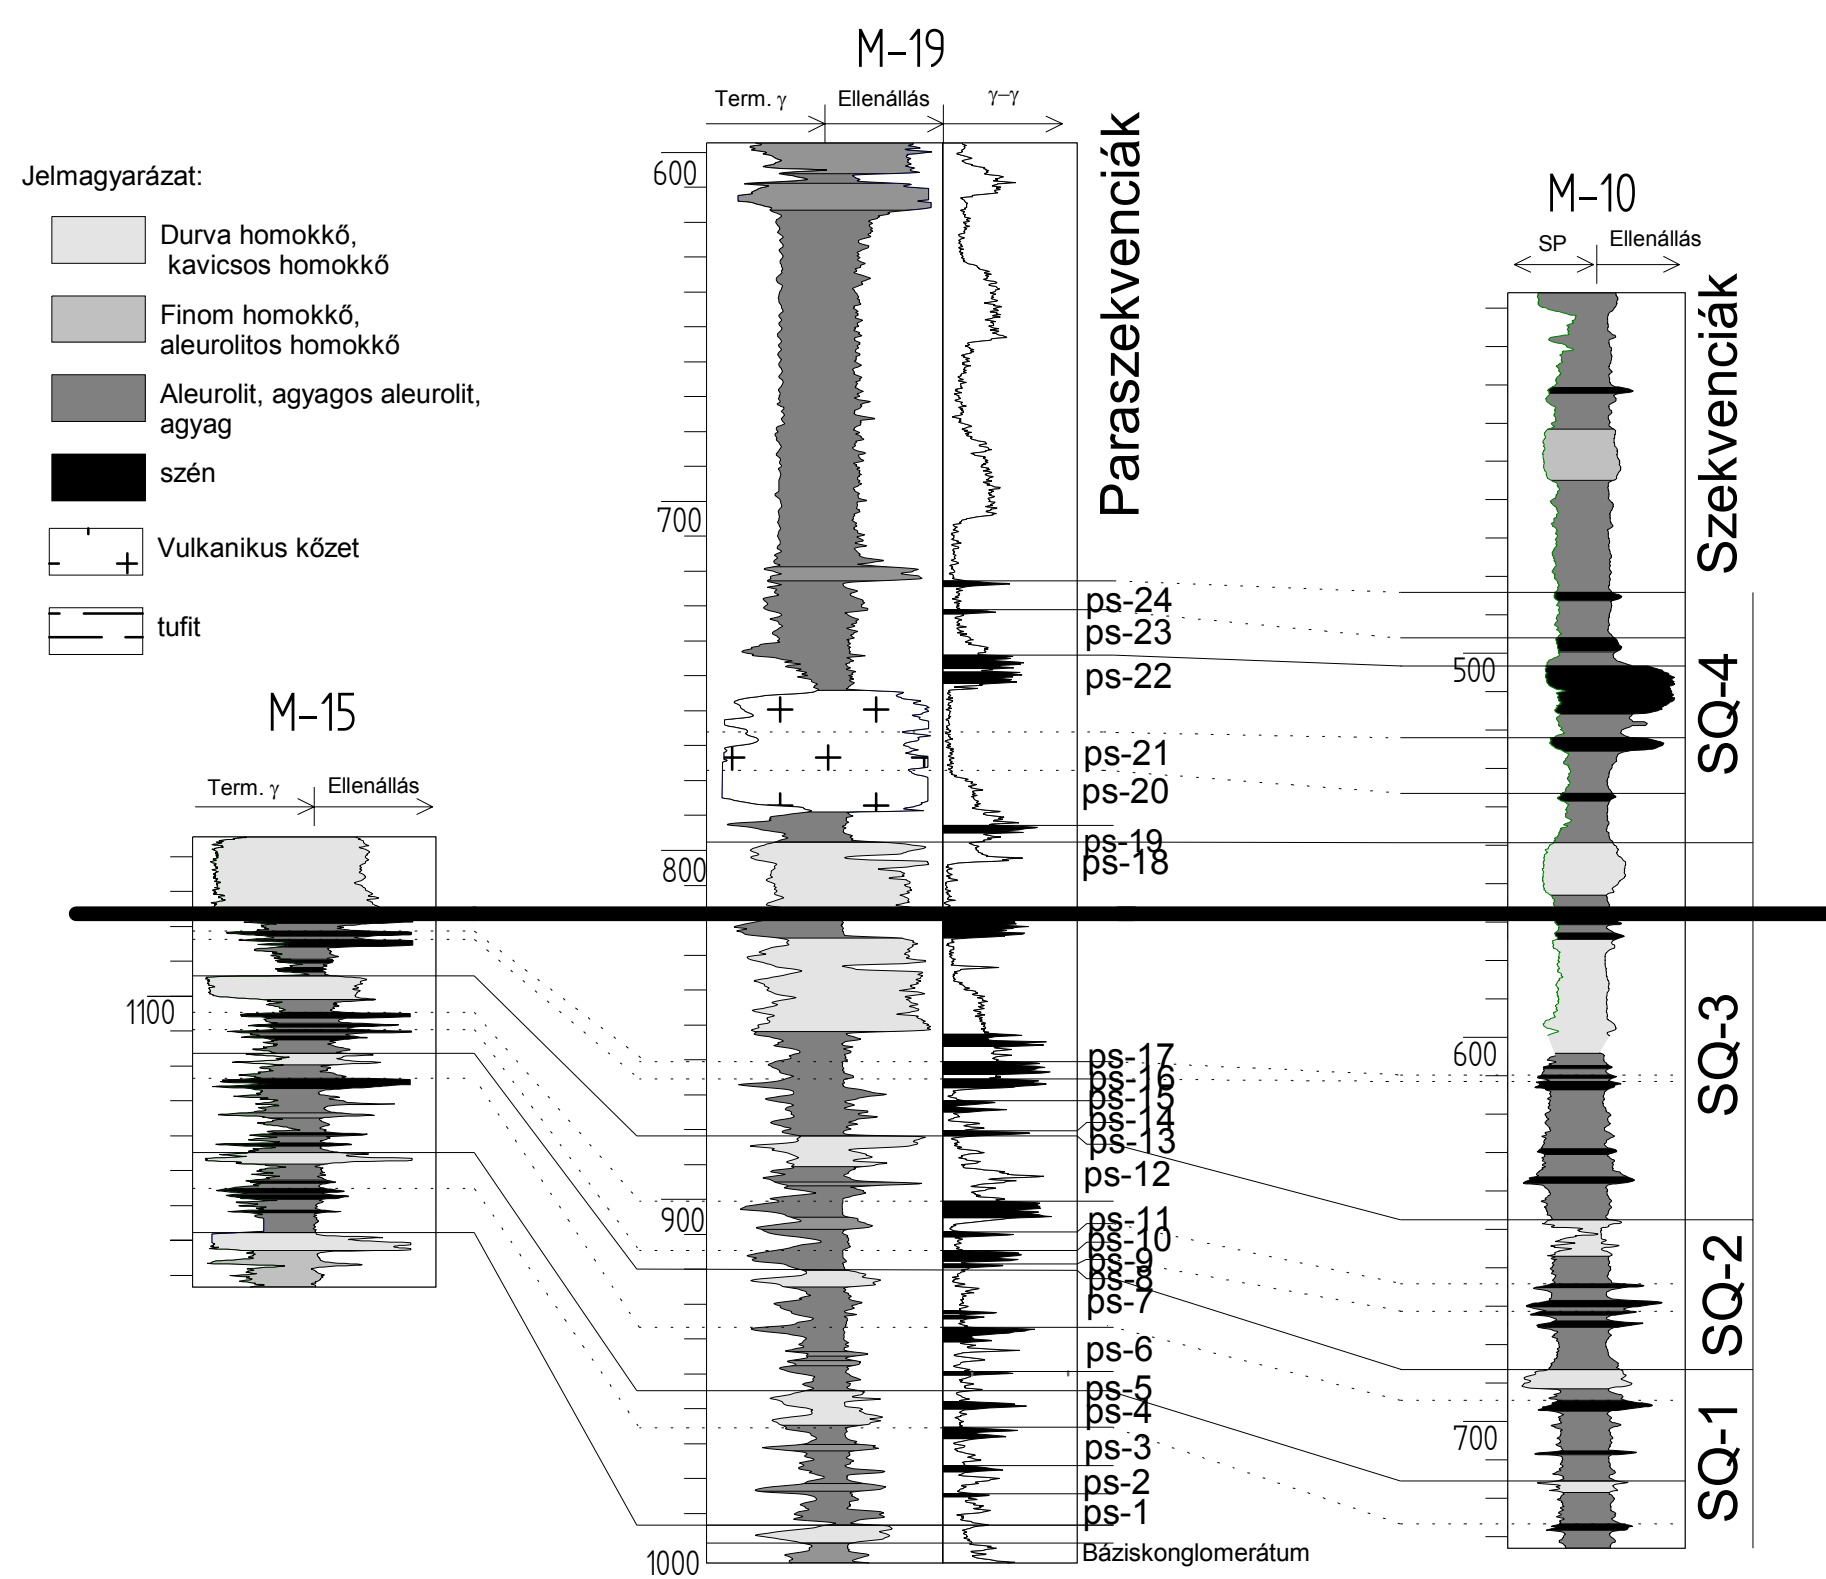 M-19
Term. γ
Ellenállás
γ-γ
Paraszekvenciák
Jelmagyarázat:
Durva homokkő,
kavicsos homokkő
Finom homokkő,
aleurolitos homokkő
Aleurolit, agyagos aleurolit,
agyag
szén
Vulkanikus kőzet
tufit
M-10
SP
Ellenállás
Szekvenciák
M-15
Term. γ
Ellenállás
1100
600
700
800
900
1000
ps-24
ps-23
ps-22
ps-21
ps-20
ps-19
ps-18
ps-17
ps-16
ps-15
ps-14
ps-13
ps-12
ps-11
ps-10
ps-9
ps-8
ps-7
ps-6
ps-5
ps-4
ps-3
ps-2
ps-1
Báziskonglomerátum
500
600
700
SQ-4
SQ-3
SQ-2
SQ-1